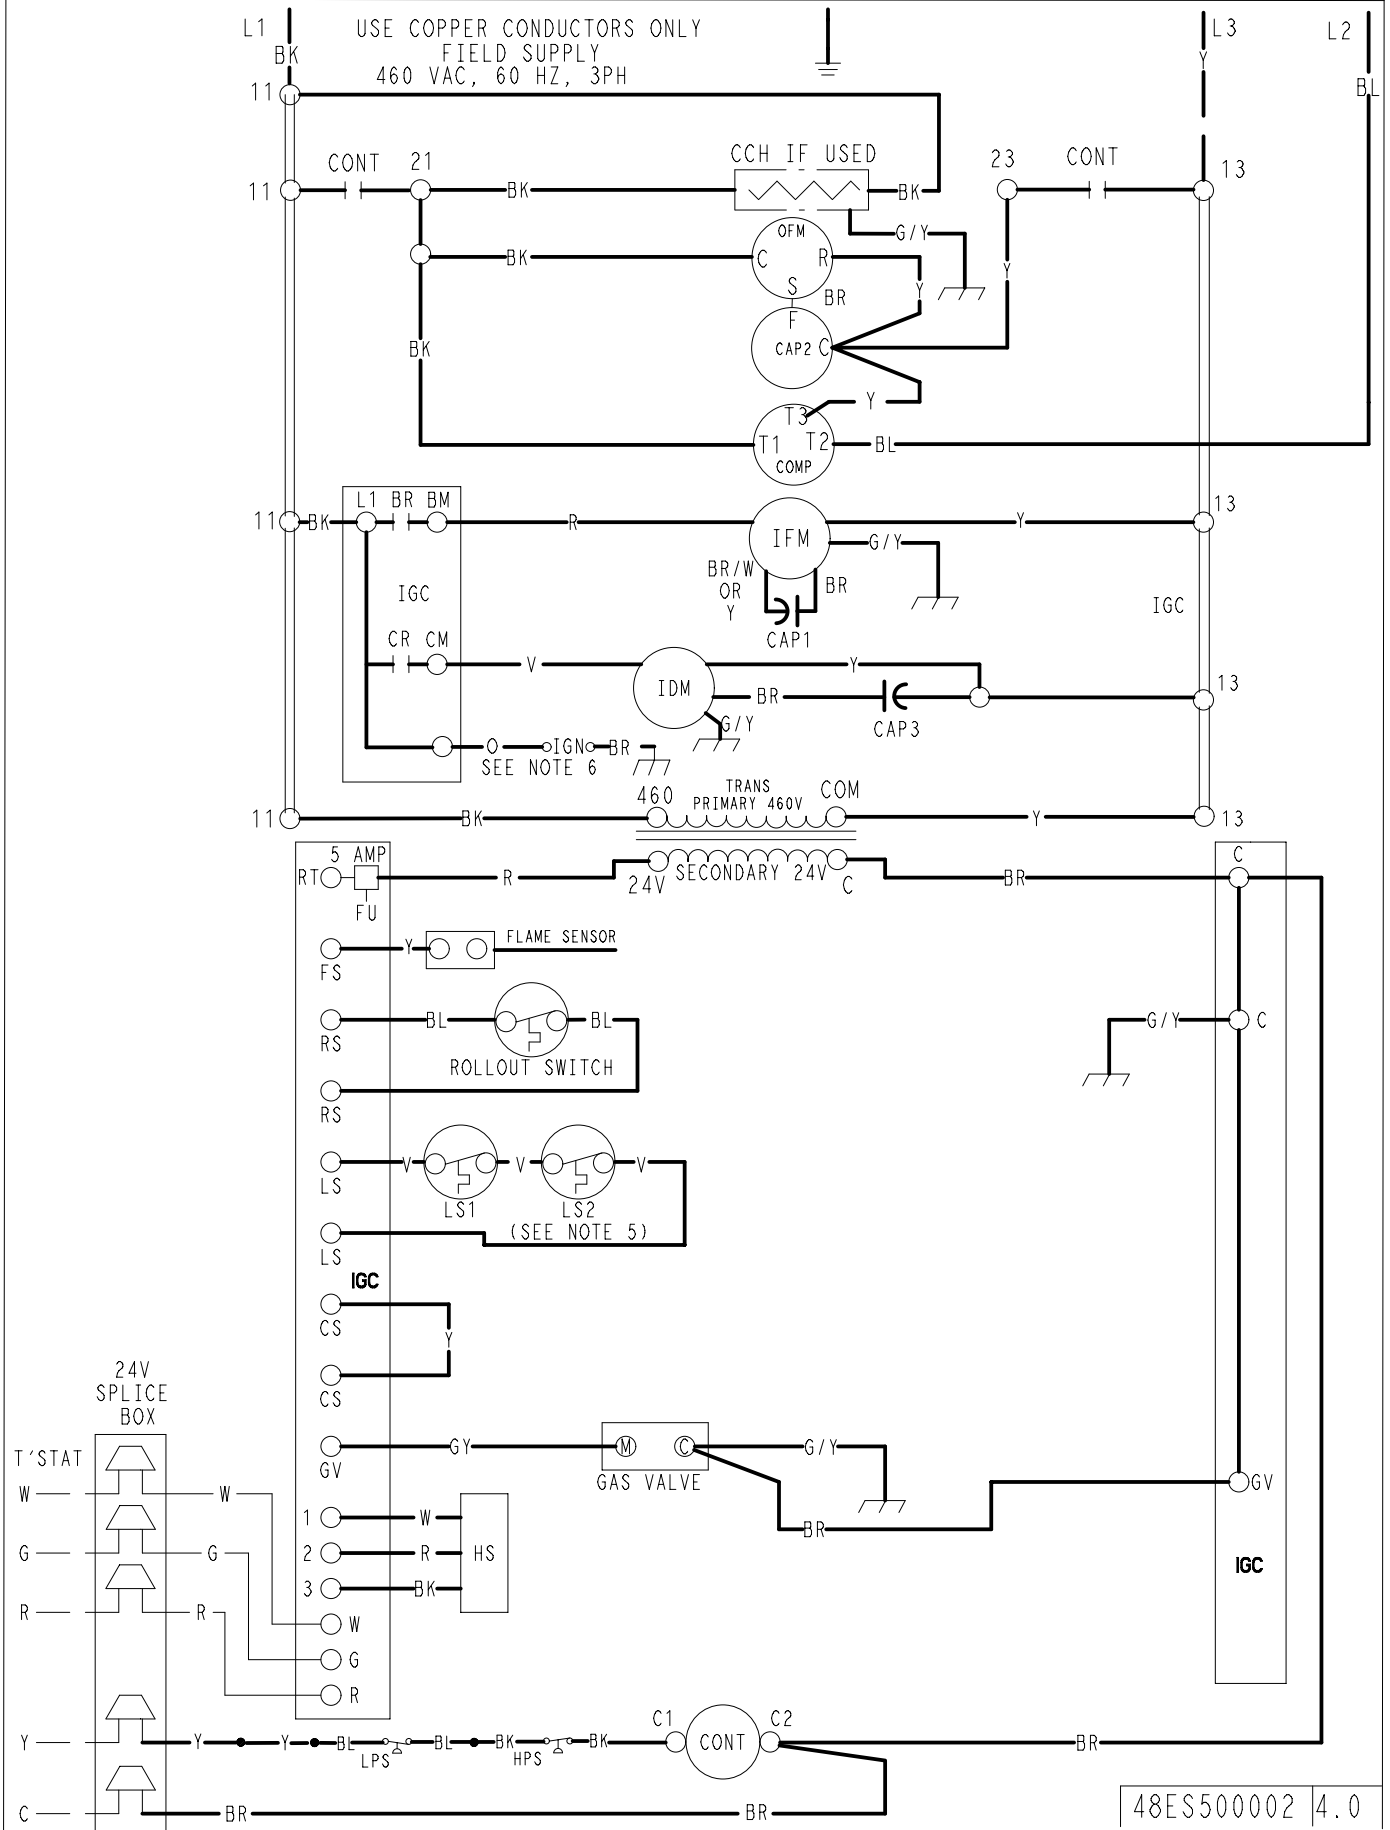 L1
USE COPPER CONDUCTORS ONLY
L3
L2
BK
FIELD SUPPLY
Y
460 VAC, 60 HZ, 3PH
BL
11
CCH IF USED
CONT
21
23
CONT
13
11
BK
BK
OFM
G/Y
BK
C
R
Y
S
BR
Y
F
BK
CAP2
C
Y
T3
T1
T2
BL
COMP
L1
BR
BM
13
11
BK
R
IFM
Y
G/Y
BR/W
OR
Y
BR
IGC
IGC
CAP1
CR
CM
V
Y
IDM
BR
13
G/Y
CAP3
O
IGN
BR
SEE NOTE 6
TRANS
PRIMARY 460V
460
COM
11
BK
Y
13
5 AMP
C
RT
R
24V
SECONDARY 24V
C
BR
FU
Y
FLAME SENSOR
FS
BL
BL
G/Y
C
RS
ROLLOUT SWITCH
RS
V
V
V
LS
LS1
LS2
(SEE NOTE 5)
LS
IGC
CS
Y
CS
24V
SPLICE
BOX
T'STAT
GY
M
C
G/Y
GV
GAS VALVE
GV
W
W
1
W
BR
G
G
2
R
HS
IGC
3
BK
R
R
W
G
R
C1
C2
Y
Y
Y
BL
BL
BK
BK
CONT
BR
LPS
HPS
C
BR
BR
48ES500002
4.0